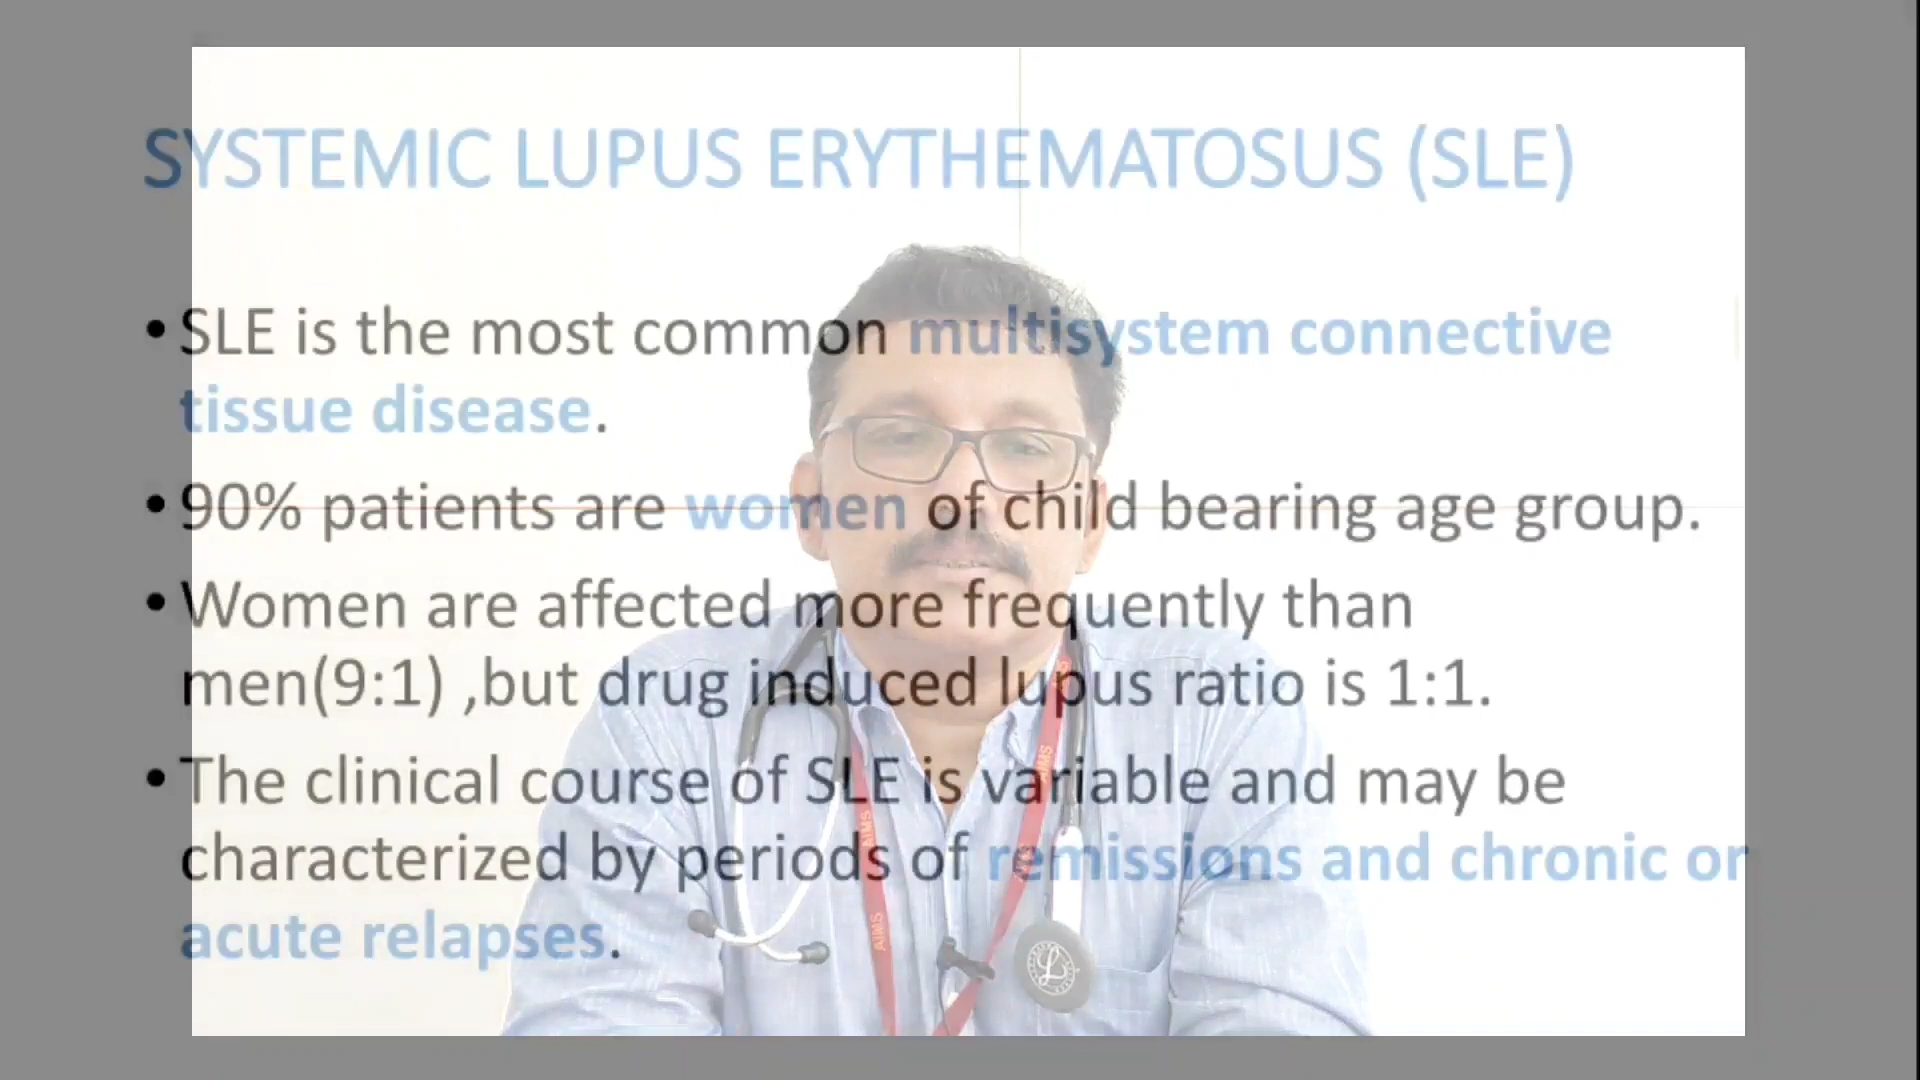 SYSTEMIC LUPUS ERYTHEMATOSUS (SLE)
• SLE is the most common multisystem connective
tissue disease.
• 90% patients are women of child bearing age group.
• Women are affected more frequently than
men(9:1) ,but drug induced lupus ratio is 1:1.
• The clinical course of SLE is variable and may be
characterized by periods of remissions and chronic or
acute relapses.
AIMS
AIMS
AIMS